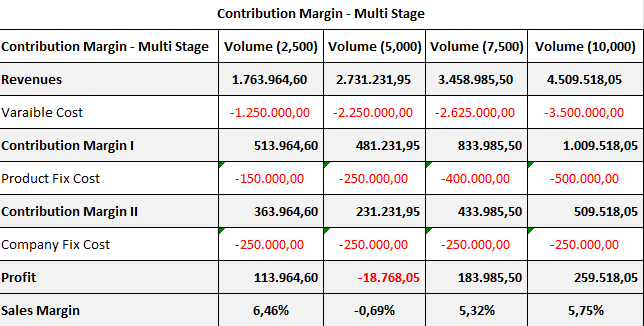 Contribution Margin - Multi Stage
Contribution Margin - Multi Stage Volume (2,500) Volume (5,000) Volume (7,500) Volume (10,000)
Revenues 1.763.964,60 2.731.231,95 3.458.985,50 4.509.518,05
Varaible Cost -1.250.000,00 -2.250.000,00 -2.625.000,00 -3.500.000,00
Contribution Margin I 513.964,60 481.231,95 833.985,50 1.009.518,05
Product Fix Cost -150.000,00 -250.000,00 -400.000,00 -500.000,00
Contribution Margin II 363.964,60 231.231,95 433.985,50 509.518,05
Company Fix Cost -250.000,00 -250.000,00 -250.000,00 -250.000,00
Profit 113.964,60 -18.768,05 183.985,50 259.518,05
Sales Margin 6,46% -0,69% 5,32% 5,75%